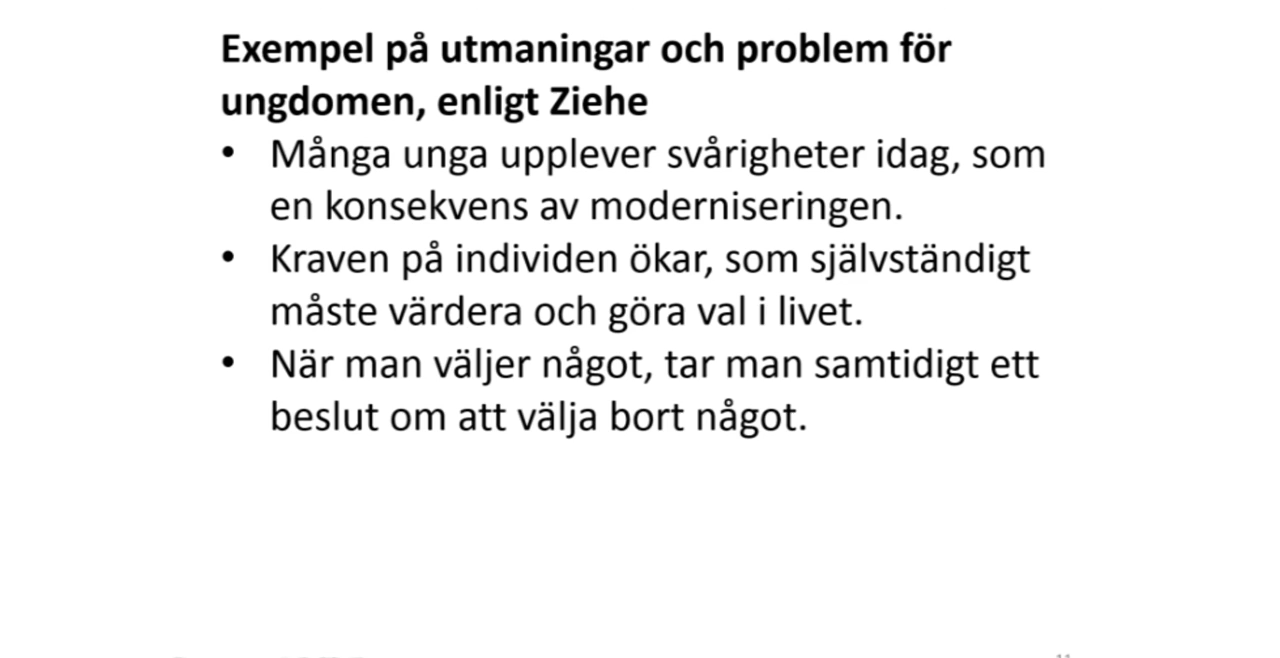 Exempel på utmaningar och problem för
ungdomen, enligt Ziehe
• Många unga upplever svårigheter idag, som
en konsekvens av moderniseringen.
• Kraven på individen ökar, som självständigt
måste värdera och göra val i livet.
• När man väljer något, tar man samtidigt ett
beslut om att välja bort något.